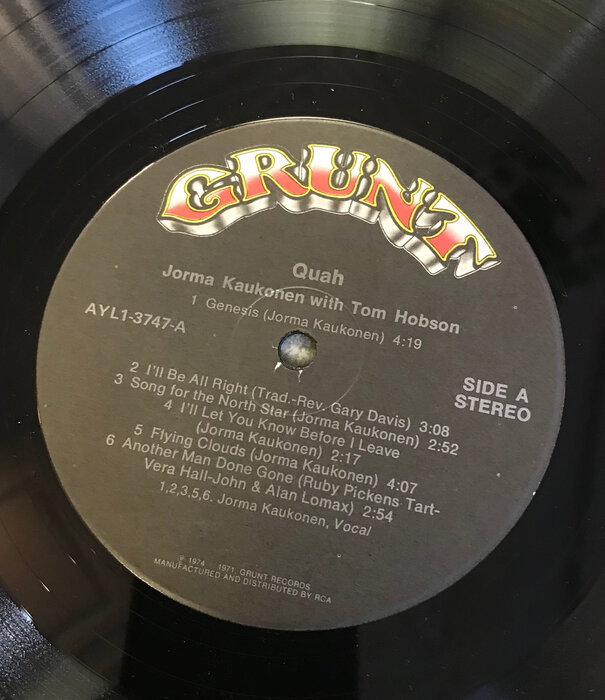 GRUNT
Quah
Jorma Kaukonen with Tom Hobson
1 Genesis (Jorma Kaukonen) 4:19
AYL1-3747-A
SIDE A
STEREO
2 I'll Be All Right (Trad.-Rev. Gary Davis) 3:08
3 Song for the North Star (Jorma Kaukonen) 2:52
4 I'll Let You Know Before I Leave
(Jorma Kaukonen) 2:17
5 Flying Clouds (Jorma Kaukonen) 4:07
6 Another Man Done Gone (Ruby Pickens Tart-
Vera Hall-John & Alan Lomax) 2:54
1,2,3,5,6. Jorma Kaukonen, Vocal
℗ 1974 1971, GRUNT RECORDS
MANUFACTURED AND DISTRIBUTED BY RCA